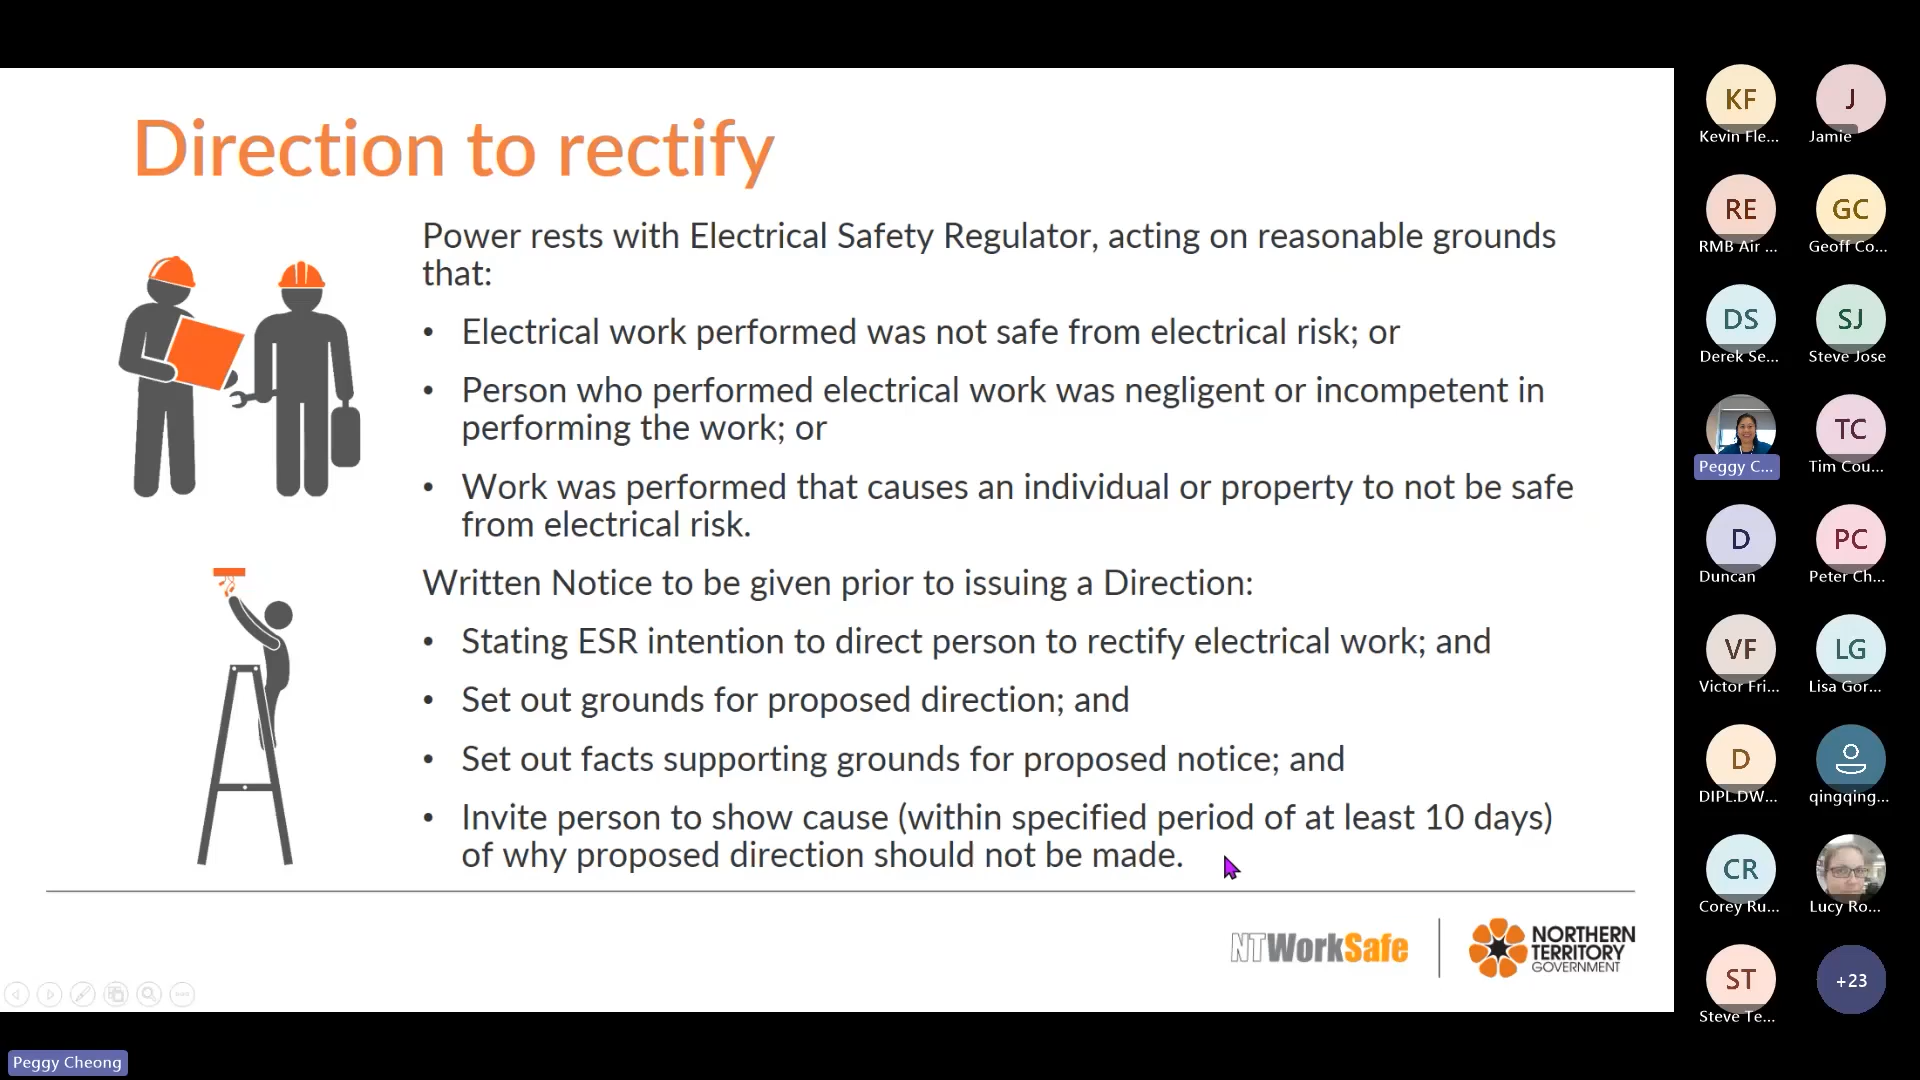 Direction to rectify
Power rests with Electrical Safety Regulator, acting on reasonable grounds
that:
• Electrical work performed was not safe from electrical risk; or
• Person who performed electrical work was negligent or incompetent in
performing the work; or
• Work was performed that causes an individual or property to not be safe
from electrical risk.
Written Notice to be given prior to issuing a Direction:
• Stating ESR intention to direct person to rectify electrical work; and
• Set out grounds for proposed direction; and
• Set out facts supporting grounds for proposed notice; and
• Invite person to show cause (within specified period of at least 10 days)
of why proposed direction should not be made.
NTWorkSafe
NORTHERN
TERRITORY
GOVERNMENT
Peggy Cheong
KF
Kevin Fle...
J
Jamie
RE
RMB Air ...
GC
Geoff Co...
DS
Derek Se...
SJ
Steve Jose
Peggy C...
TC
Tim Cou...
D
Duncan
PC
Peter Ch...
VF
Victor Fri...
LG
Lisa Gor...
D
DIPL.DW...
qingqing...
CR
Corey Ru...
Lucy Ro...
ST
Steve Te...
+23